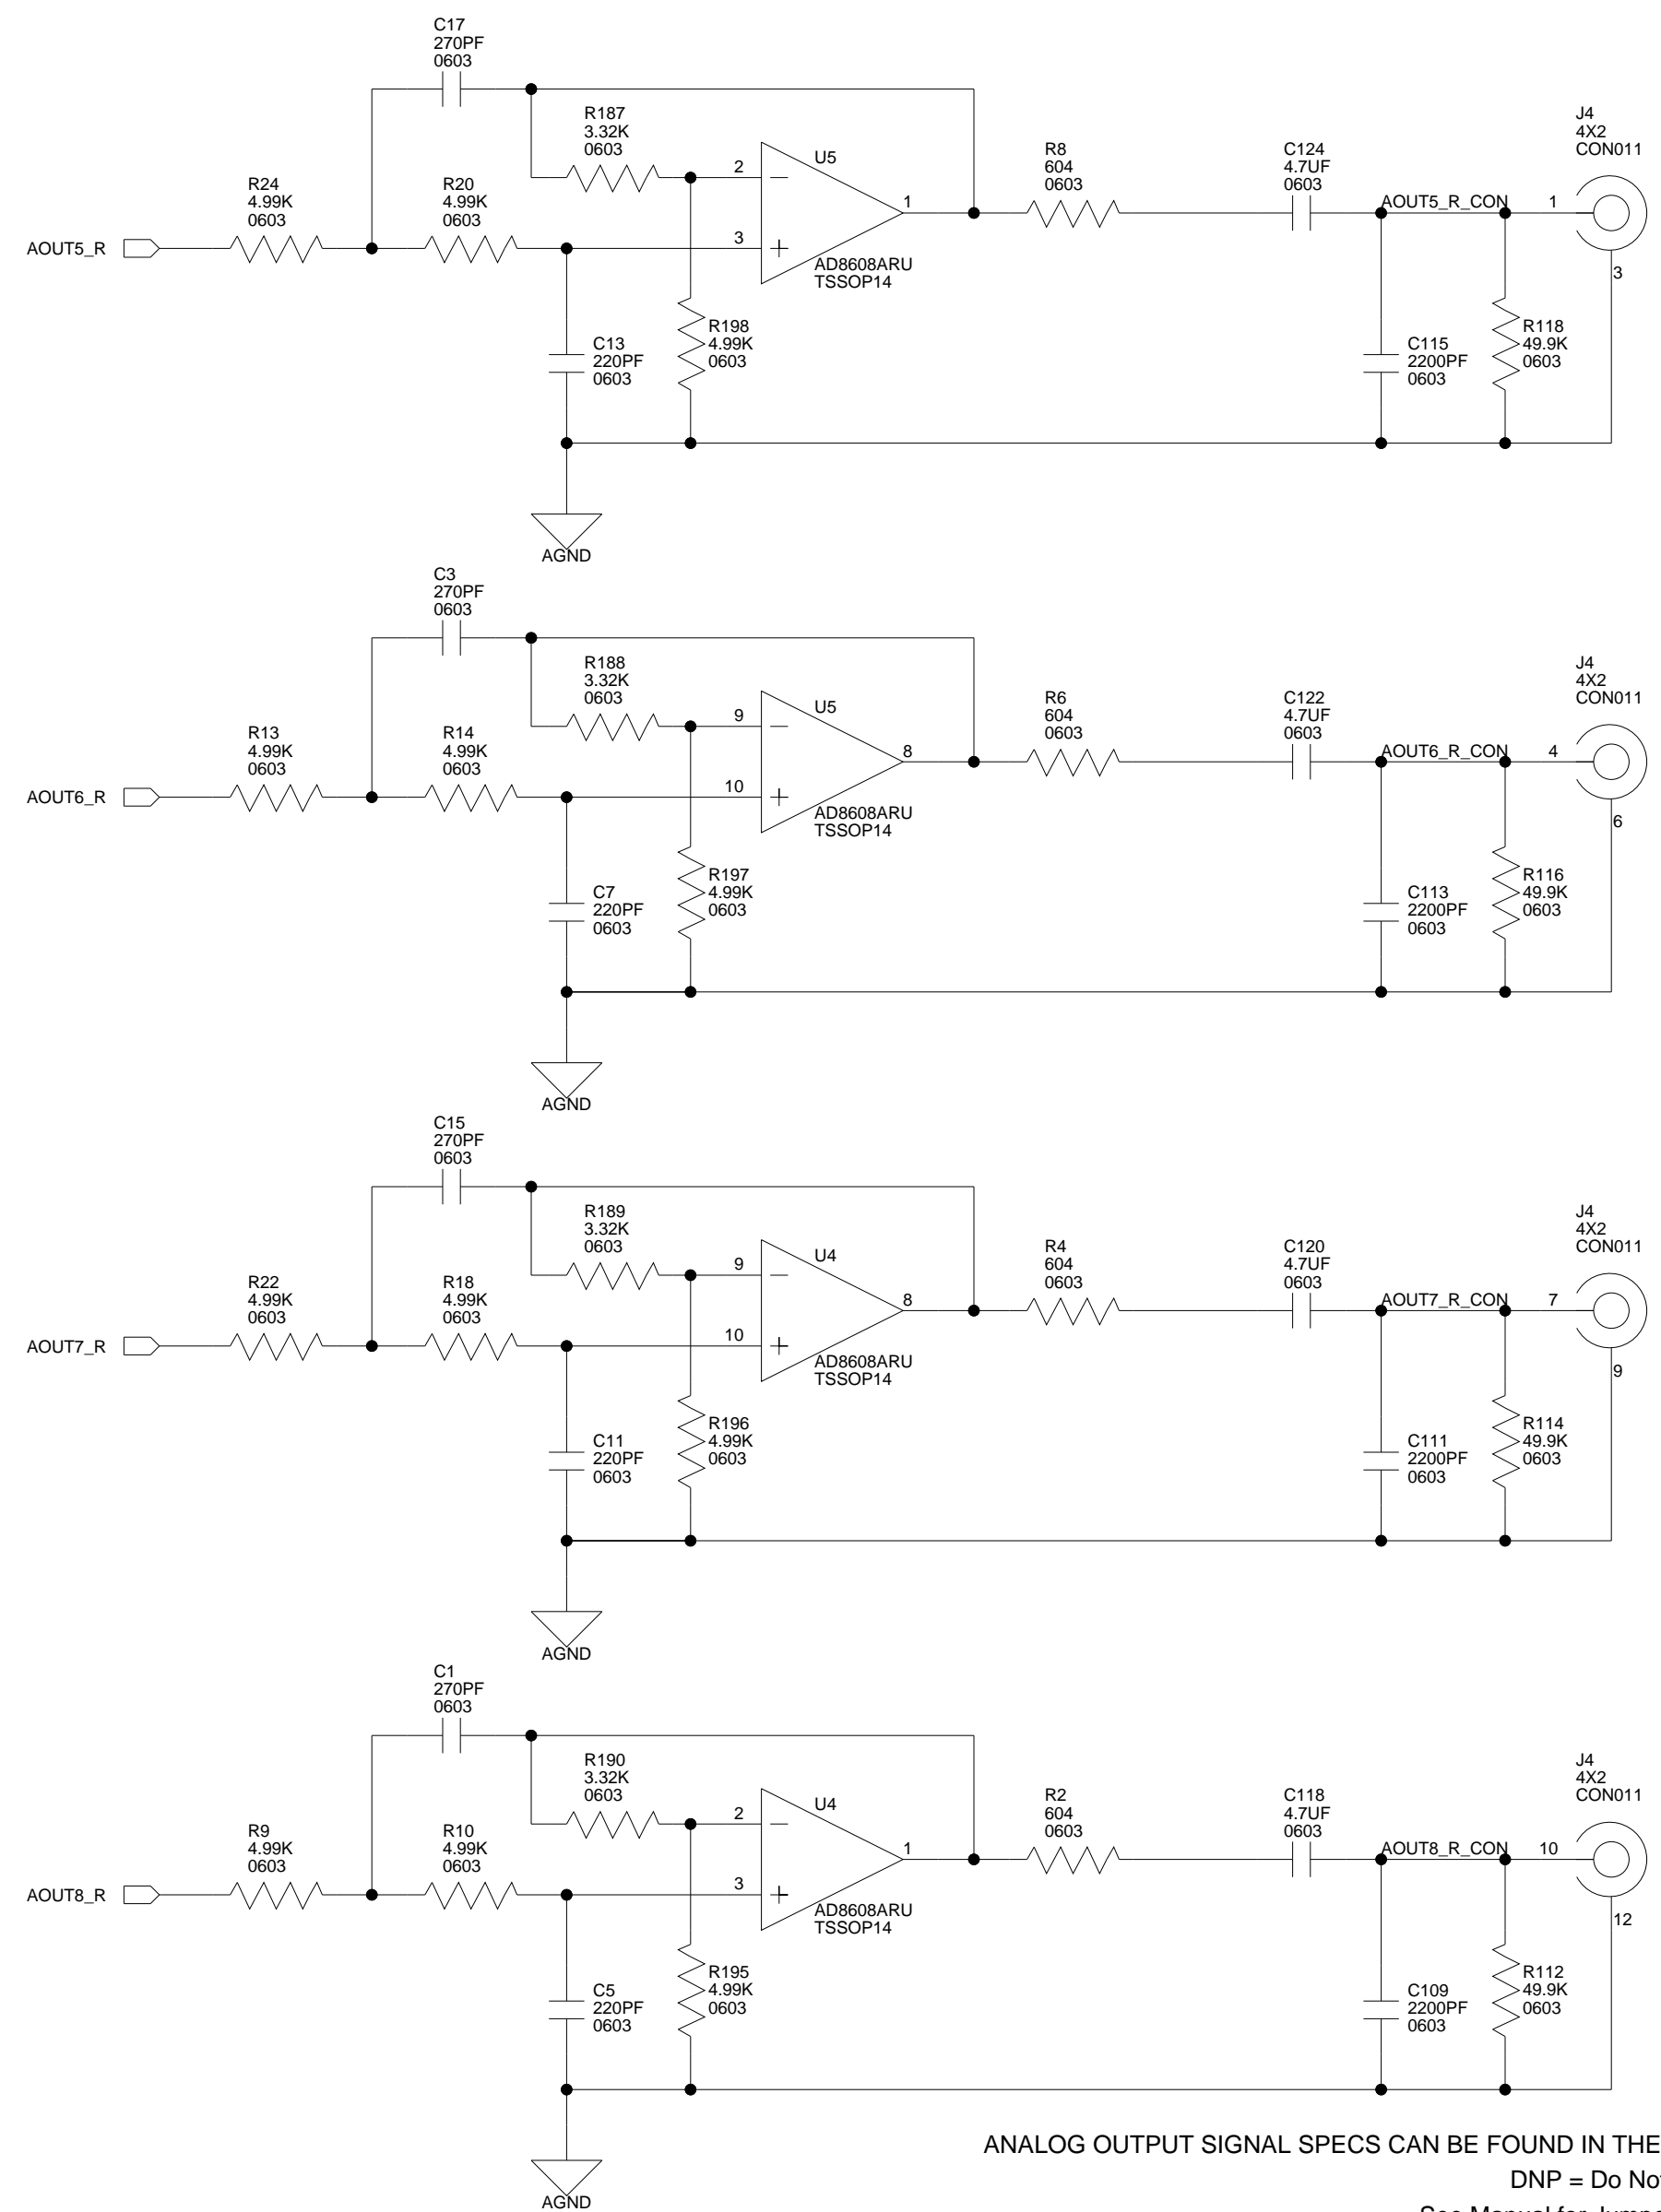 C17
270PF
0603
R187
3.32K
0603
J4
4X2
CON011
R24
4.99K
0603
R20
4.99K
0603
2
U5
1
R8
604
0603
C124
4.7UF
0603
AOUT5_R_CON
1
AOUT5_R
3
AD8608ARU
TSSOP14
3
C13
220PF
0603
R198
4.99K
0603
C115
2200PF
0603
R118
49.9K
0603
AGND
C3
270PF
0603
R188
3.32K
0603
J4
4X2
CON011
R13
4.99K
0603
R14
4.99K
0603
9
U5
8
R6
604
0603
C122
4.7UF
0603
AOUT6_R_CON
4
AOUT6_R
10
AD8608ARU
TSSOP14
6
C7
220PF
0603
R197
4.99K
0603
C113
2200PF
0603
R116
49.9K
0603
AGND
C15
270PF
0603
R189
3.32K
0603
J4
4X2
CON011
R22
4.99K
0603
R18
4.99K
0603
9
U4
8
R4
604
0603
C120
4.7UF
0603
AOUT7_R_CON
7
AOUT7_R
10
AD8608ARU
TSSOP14
9
C11
220PF
0603
R196
4.99K
0603
C111
2200PF
0603
R114
49.9K
0603
AGND
C1
270PF
0603
R190
3.32K
0603
J4
4X2
CON011
R9
4.99K
0603
R10
4.99K
0603
2
U4
1
R2
604
0603
C118
4.7UF
0603
AOUT8_R_CON
10
AOUT8_R
3
AD8608ARU
TSSOP14
12
C5
220PF
0603
R195
4.99K
0603
C109
2200PF
0603
R112
49.9K
0603
AGND
ANALOG OUTPUT SIGNAL SPECS CAN BE FOUND IN THE
DNP = Do No
See Manual for